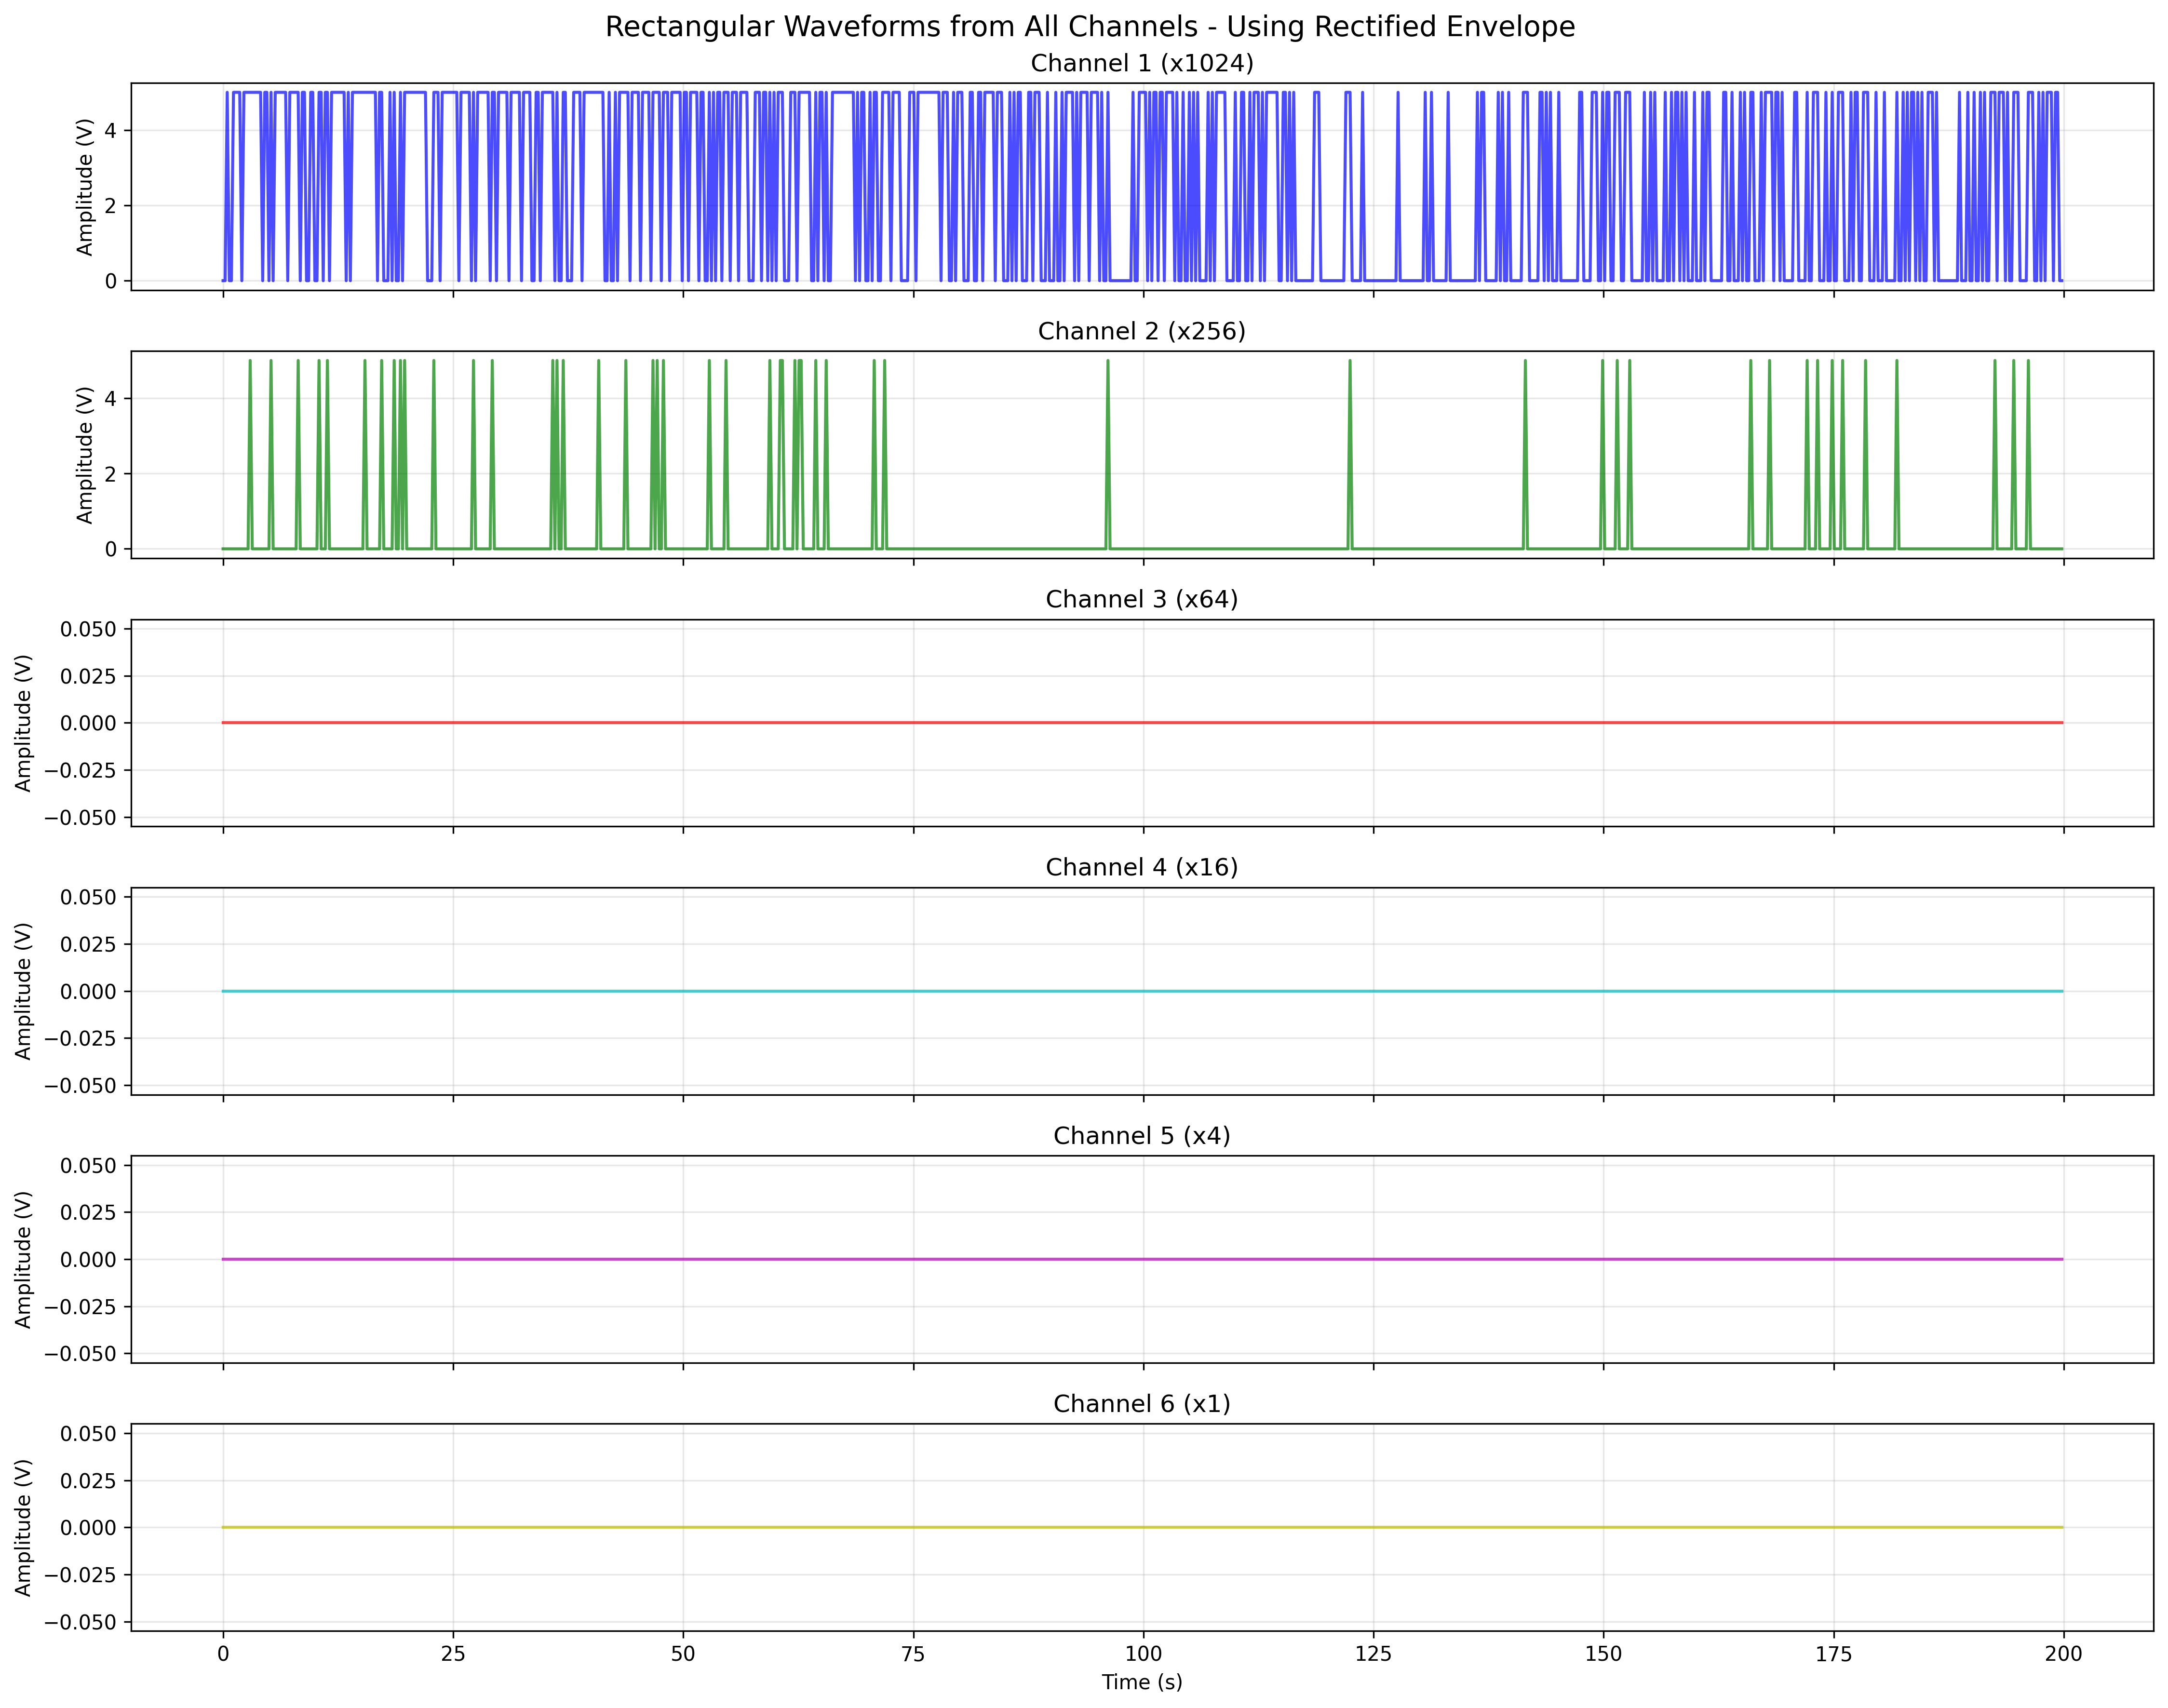 Rectangular Waveforms from All Channels - Using Rectified Envelope
Channel 1 (x1024)
Amplitude (V)
4
2
0
Channel 2 (x256)
Amplitude (V)
4
2
0
Channel 3 (x64)
Amplitude (V)
0.050
0.025
0.000
−0.025
−0.050
Channel 4 (x16)
Amplitude (V)
0.050
0.025
0.000
−0.025
−0.050
Channel 5 (x4)
Amplitude (V)
0.050
0.025
0.000
−0.025
−0.050
Channel 6 (x1)
Amplitude (V)
0.050
0.025
0.000
−0.025
−0.050
0 25 50 75 100 125 150 175 200
Time (s)